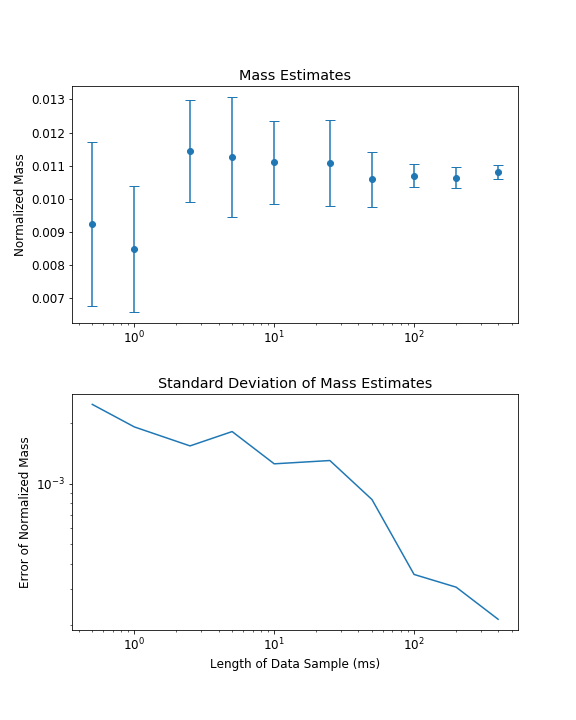 Mass Estimates
Normalized Mass
0.013
0.012
0.011
0.010
0.009
0.008
0.007
10⁰ 10¹ 10²
Standard Deviation of Mass Estimates
Error of Normalized Mass
10⁻³
10⁰ 10¹ 10²
Length of Data Sample (ms)